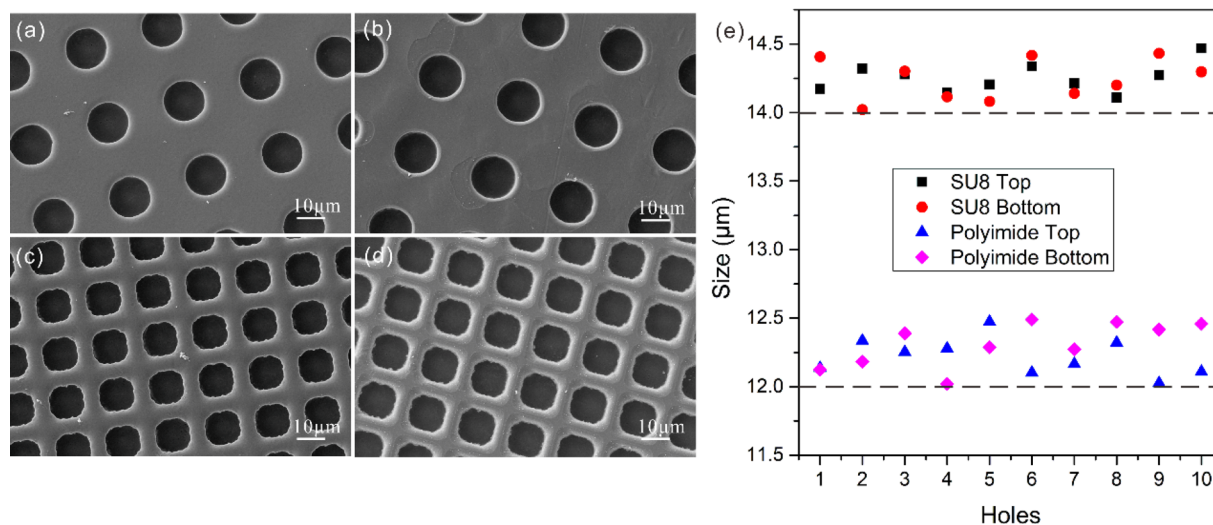 (a)
10μm
(b)
10μm
(c)
10μm
(d)
10μm
(e)
Size (μm)
14.5
14.0
13.5
13.0
12.5
12.0
11.5
SU8 Top
SU8 Bottom
Polyimide Top
Polyimide Bottom
1 2 3 4 5 6 7 8 9 10
Holes